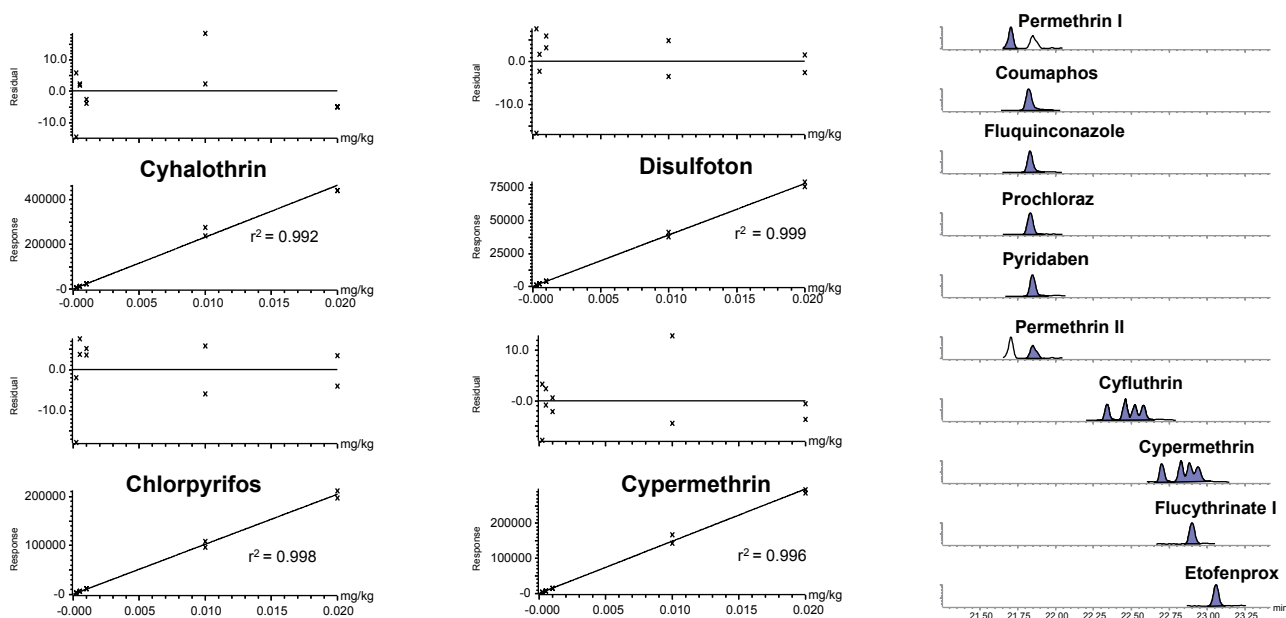 10.0
0.0
-10.0
Residual
mg/kg
Cyhalothrin
400000
200000
-0
Response
r² = 0.992
-0.000
0.005
0.010
0.015
0.020
mg/kg
0.0
-10.0
Residual
mg/kg
Disulfoton
75000
50000
25000
-0
Response
r² = 0.999
-0.000
0.005
0.010
0.015
0.020
mg/kg
0.0
-10.0
Residual
mg/kg
Chlorpyrifos
200000
100000
-0
Response
r² = 0.998
-0.000
0.005
0.010
0.015
0.020
mg/kg
10.0
-0.0
Residual
mg/kg
Cypermethrin
200000
100000
-0
Response
r² = 0.996
-0.000
0.005
0.010
0.015
0.020
mg/kg
Permethrin I
Coumaphos
Fluquinconazole
Prochloraz
Pyridaben
Permethrin II
Cyfluthrin
Cypermethrin
Flucythrinate I
Etofenprox
21.50
21.75
22.00
22.25
22.50
22.75
23.00
23.25